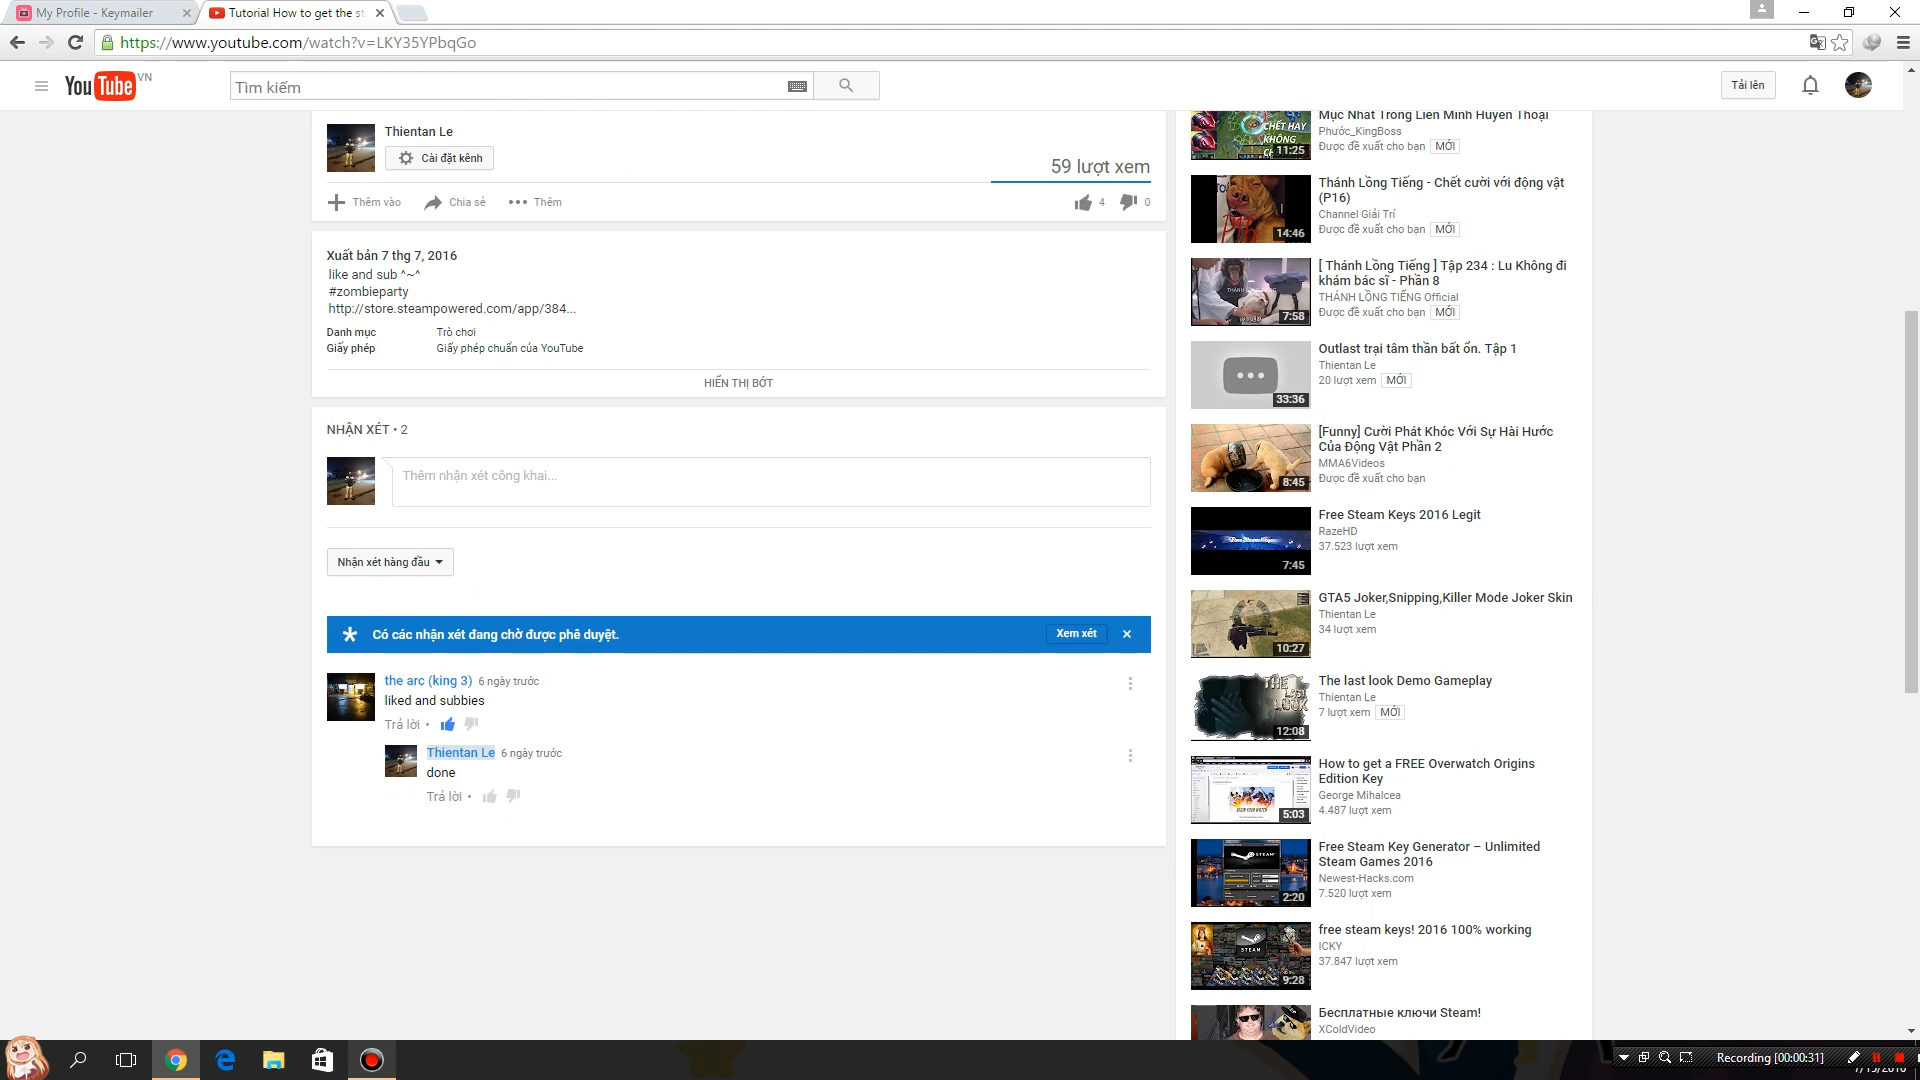 My Profile - Keymailer
Tutorial How to get the st
https://www.youtube.com/watch?v=LKY35YPbqGo
YouTube VN
Tìm kiếm
Tải lên
Thientan Le
Cài đặt kênh
59 lượt xem
Thêm vào
Chia sẻ
Thêm
4
0
Xuất bản 7 thg 7, 2016
like and sub ^~^
#zombieparty
http://store.steampowered.com/app/384...
Danh mục Trò chơi
Giấy phép Giấy phép chuẩn của YouTube
HIỂN THỊ BỚT
NHẬN XÉT • 2
Thêm nhận xét công khai...
Nhận xét hàng đầu
Có các nhận xét đang chờ được phê duyệt.
Xem xét
the arc (king 3) 6 ngày trước
liked and subbies
Trả lời •
Thientan Le 6 ngày trước
done
Trả lời •
Mục Nhất Trong Liên Minh Huyền Thoại
Phước_KingBoss
Được đề xuất cho bạn MỚI
CHẾT HAY
KHÔNG
11:25
Thánh Lồng Tiếng - Chết cười với động vật
(P16)
Channel Giải Trí
Được đề xuất cho bạn MỚI
14:46
[ Thánh Lồng Tiếng ] Tập 234 : Lu Không đi
khám bác sĩ - Phần 8
THÁNH LỒNG TIẾNG Official
Được đề xuất cho bạn MỚI
7:58
Outlast trại tâm thần bất ổn. Tập 1
Thientan Le
20 lượt xem MỚI
33:36
[Funny] Cười Phát Khóc Với Sự Hài Hước
Của Động Vật Phần 2
MMA6Videos
Được đề xuất cho bạn
8:45
Free Steam Keys 2016 Legit
RazeHD
37.523 lượt xem
Free Steam Keys
7:45
GTA5 Joker,Snipping,Killer Mode Joker Skin
Thientan Le
34 lượt xem
10:27
The last look Demo Gameplay
Thientan Le
7 lượt xem MỚI
THE LAST
LOOK
12:08
How to get a FREE Overwatch Origins
Edition Key
George Mihalcea
4.487 lượt xem
5:03
Free Steam Key Generator – Unlimited
Steam Games 2016
Newest-Hacks.com
7.520 lượt xem
STEAM
2:20
free steam keys! 2016 100% working
ICKY
37.847 lượt xem
STEAM
9:28
Бесплатные ключи Steam!
XColdVideo
Recording [00:00:31]